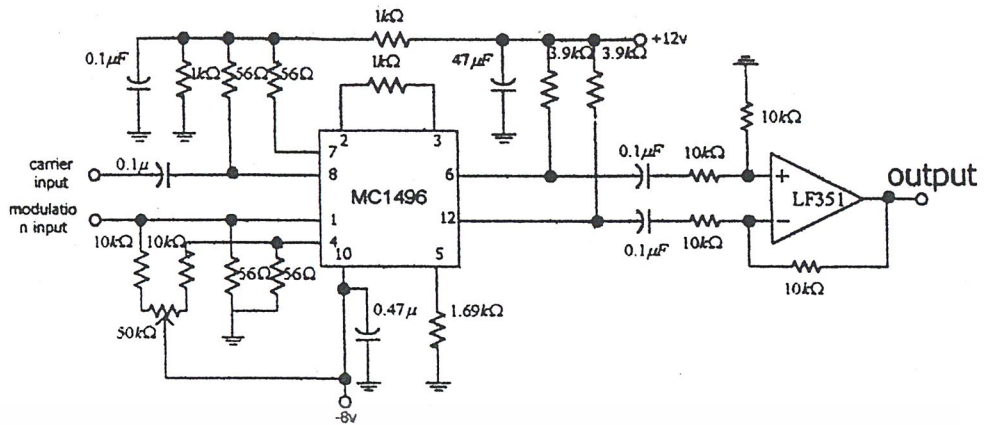 1kΩ
0.1μF
1kΩ
56Ω
56Ω
1kΩ
47μF
3.9kΩ
3.9kΩ
+12v
2
3
10kΩ
carrier
input
0.1μ
7
8
MC1496
6
0.1μF
10kΩ
+
LF351
output
modulatio
n input
1
12
−
10kΩ
10kΩ
4
0.1μF
10kΩ
10
5
56Ω
56Ω
10kΩ
50kΩ
0.47μ
1.69kΩ
-8v